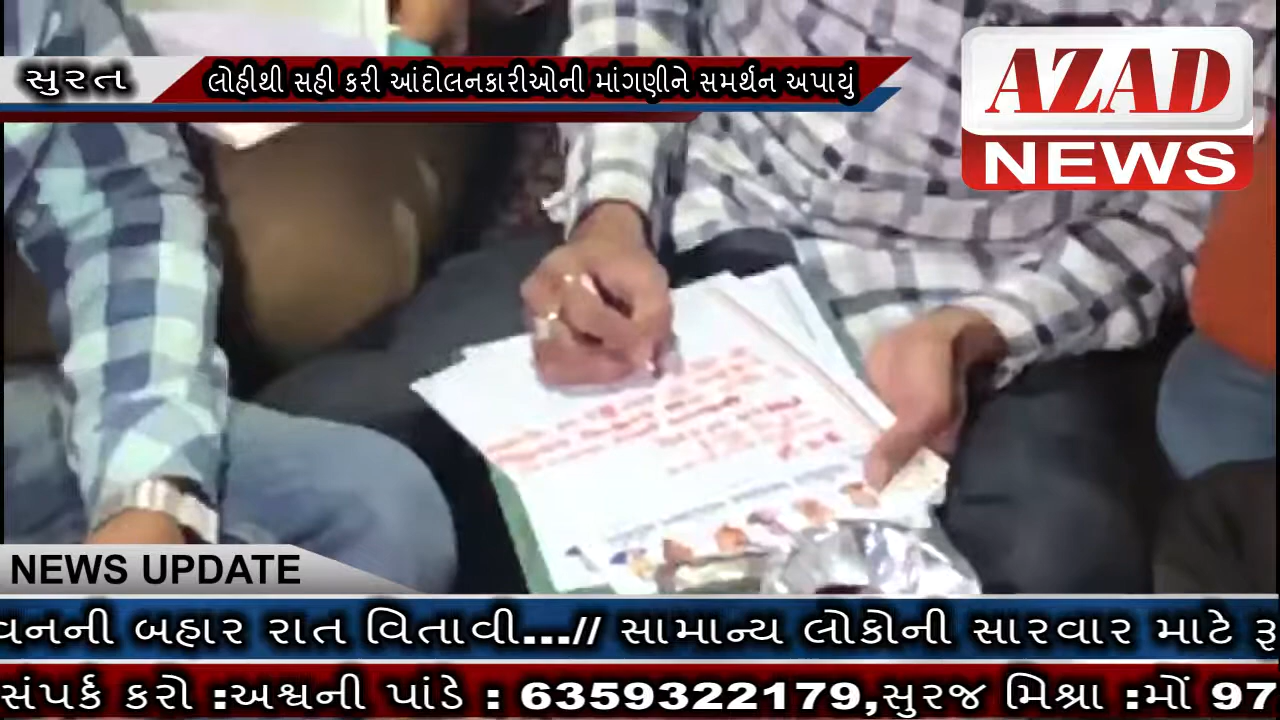 સુરત
લોહીથી સહી કરી આંદોલનકારીઓની માંગણીને સમર્થન અપાયું
AZAD
NEWS
NEWS UPDATE
વનની બહાર રાત વિતાવી...// સામાન્ય લોકોની સારવાર માટે રૂ
સંપર્ક કરો :અશ્વની પાંડે : 6359322179,સુરજ મિશ્રા :મોં 97